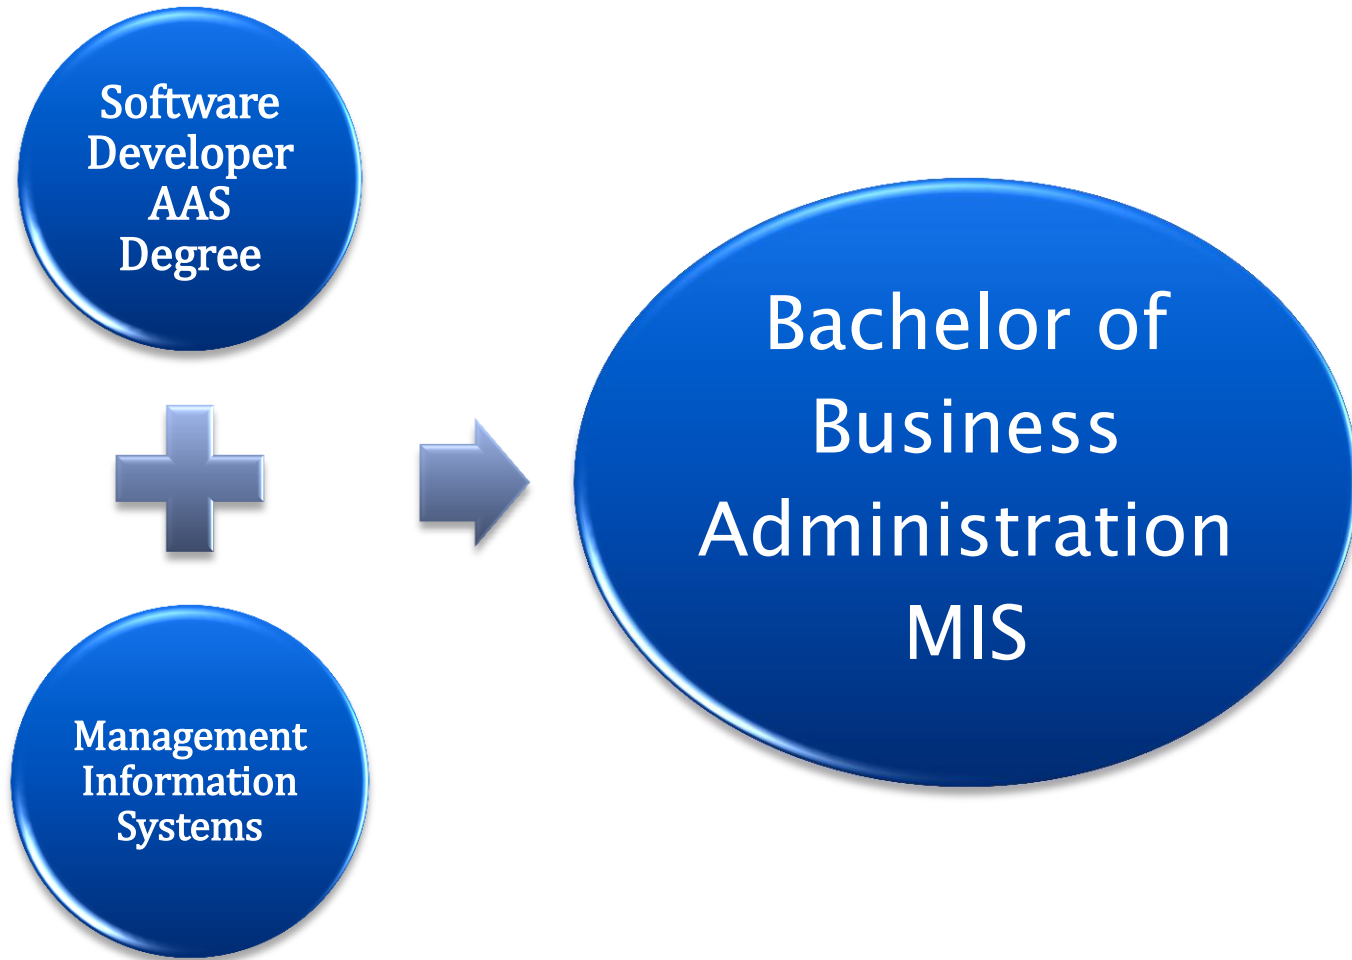 Software
Developer
AAS
Degree
Management
Information
Systems
Bachelor of
Business
Administration
MIS